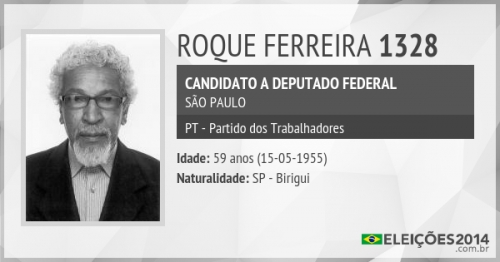 ROQUE FERREIRA 1328
CANDIDATO A DEPUTADO FEDERAL
SÃO PAULO
PT - Partido dos Trabalhadores
Idade: 59 anos (15-05-1955)
Naturalidade: SP - Birigui
ELEIÇÕES2014
.com.br